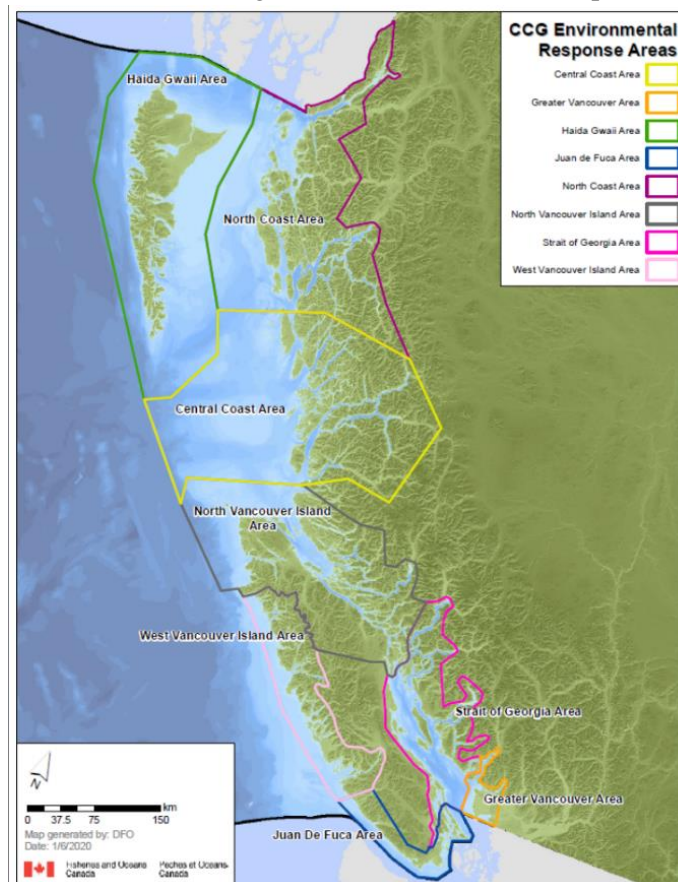 CCG Environmental
Response Areas
Central Coast Area
Greater Vancouver Area
Haida Gwaii Area
Juan de Fuca Area
North Coast Area
North Vancouver Island Area
Strait of Georgia Area
West Vancouver Island Area
Haida Gwaii Area
North Coast Area
Central Coast Area
North Vancouver Island
Area
West Vancouver Island Area
Strait of Georgia Area
Greater Vancouver Area
Juan De Fuca Area
N
km
0 37.5 75 150
Map generated by: DFO
Date: 1/6/2020
Fisheries and Oceans Pêches et Océans
Canada Canada